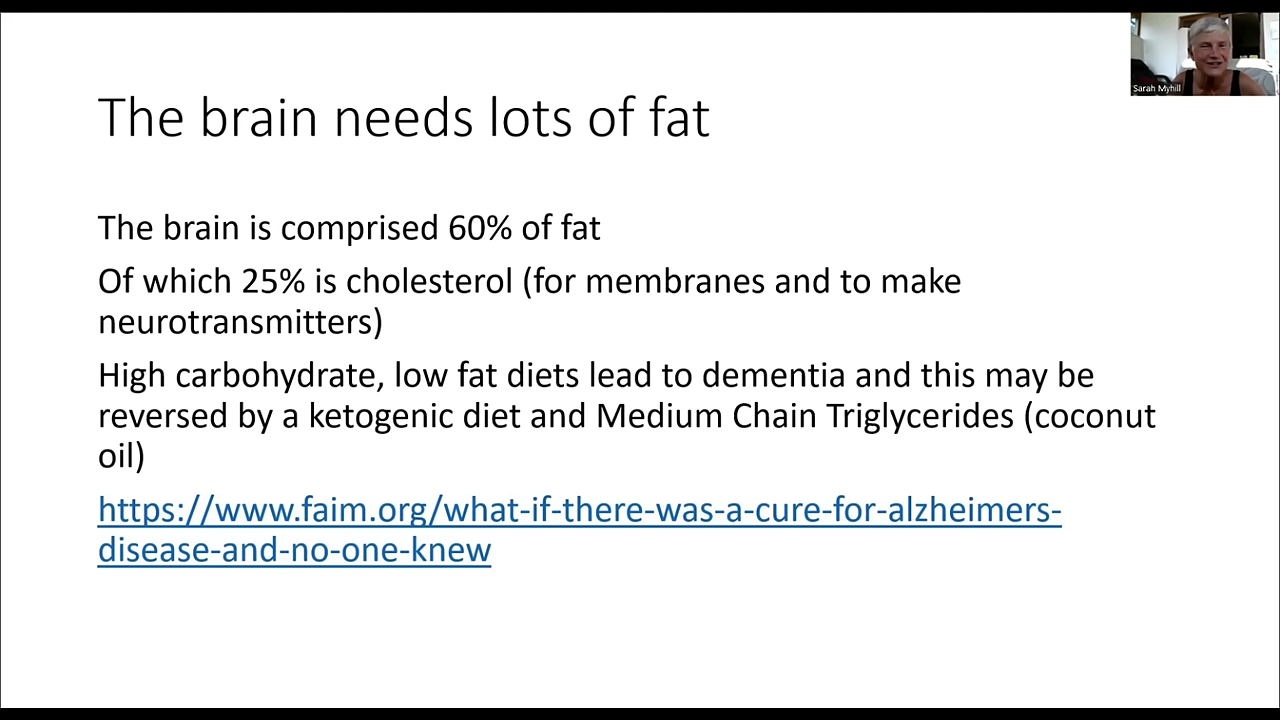 Sarah Myhill
The brain needs lots of fat
The brain is comprised 60% of fat
Of which 25% is cholesterol (for membranes and to make
neurotransmitters)
High carbohydrate, low fat diets lead to dementia and this may be
reversed by a ketogenic diet and Medium Chain Triglycerides (coconut
oil)
https://www.faim.org/what-if-there-was-a-cure-for-alzheimers-
disease-and-no-one-knew